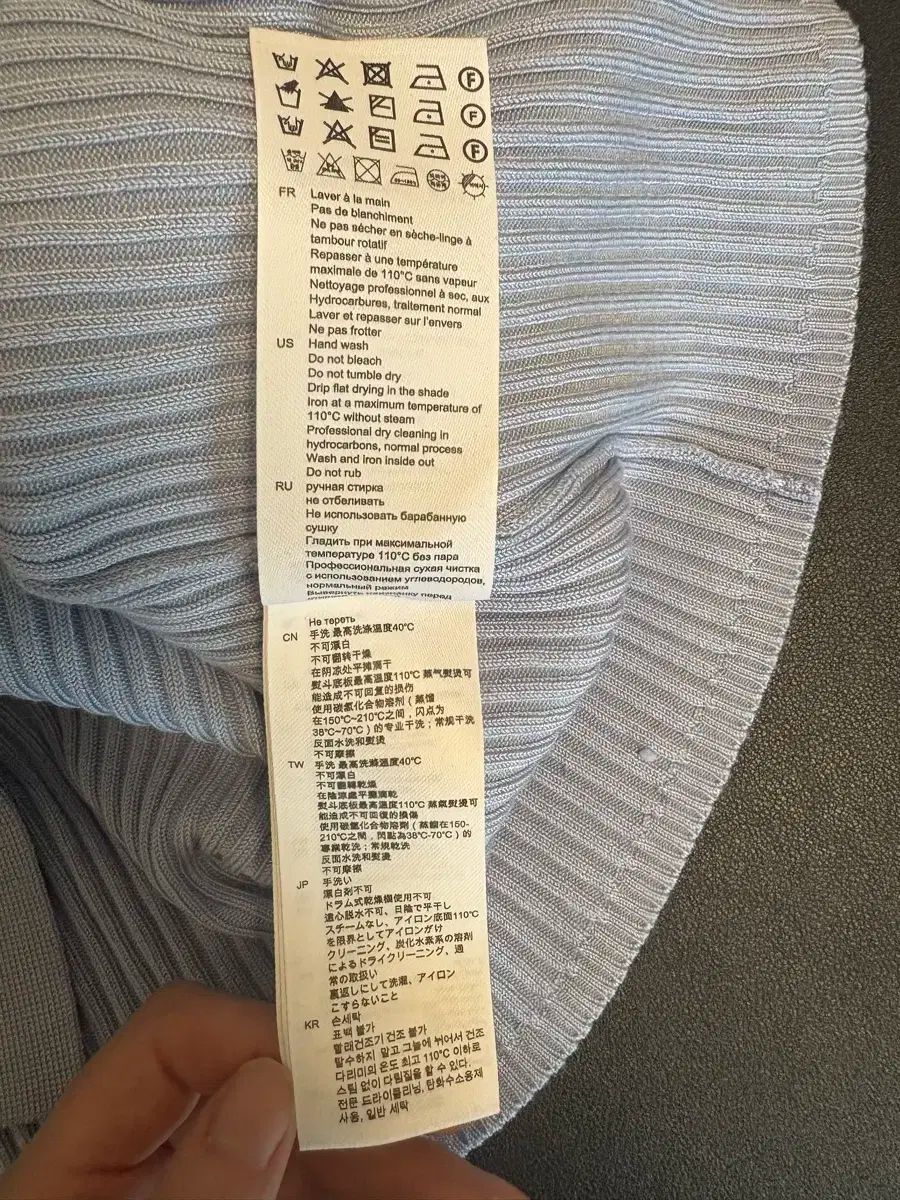 F
F
F
FR Laver à la main
Pas de blanchiment
Ne pas sécher en sèche-linge à
tambour rotatif
Repasser à une température
maximale de 110°C sans vapeur
Nettoyage professionnel à sec, aux
Hydrocarbures, traitement normal
Laver et repasser sur l'envers
Ne pas frotter
US Hand wash
Do not bleach
Do not tumble dry
Drip flat drying in the shade
Iron at a maximum temperature of
110°C without steam
Professional dry cleaning in
hydrocarbons, normal process
Wash and iron inside out
Do not rub
RU ручная стирка
не отбеливать
Не использовать барабанную
сушку
Гладить при максимальной
температуре 110°C без пара
Профессиональная сухая чистка
с использованием углеводородов,
нормальный режим
Вывернуть наизнанку перед
Не тереть
CN 手洗 最高洗涤温度40°C
不可漂白
不可翻转干燥
在阴凉处平摊滴干
熨斗底板最高温度110°C 蒸气熨烫可
能造成不可回复的损伤
使用碳氢化合物溶剂（蒸馏
在150°C~210°C之间，闪点为
38°C~70°C）的专业干洗；常规干洗
反面水洗和熨烫
不可摩擦
TW 手洗 最高洗滌溫度40°C
不可漂白
不可翻轉乾燥
在陰涼處平攤滴乾
熨斗底板最高溫度110°C 蒸氣熨燙可
能造成不可回復的損傷
使用碳氫化合物溶劑（蒸餾在150-
210°C之間，閃點為38°C-70°C）的
專業乾洗；常規乾洗
反面水洗和熨燙
不可摩擦
JP 手洗い
漂白剤不可
ドラム式乾燥機使用不可
遠心脱水不可、日陰で平干し
スチームなし、アイロン底面110°C
を限界としてアイロンがけ
クリーニング、炭化水素系の溶剤
によるドライクリーニング、通
常の取扱い
裏返しにして洗濯、アイロン
こすらないこと
KR 손세탁
표백 불가
빨래건조기 건조 불가
탈수하지 말고 그늘에 뉘어서 건조
다리미의 온도 최고 110°C 이하로
스팀 없이 다림질을 할 수 있다.
전문 드라이클리닝, 탄화수소용제
사용, 일반 세탁